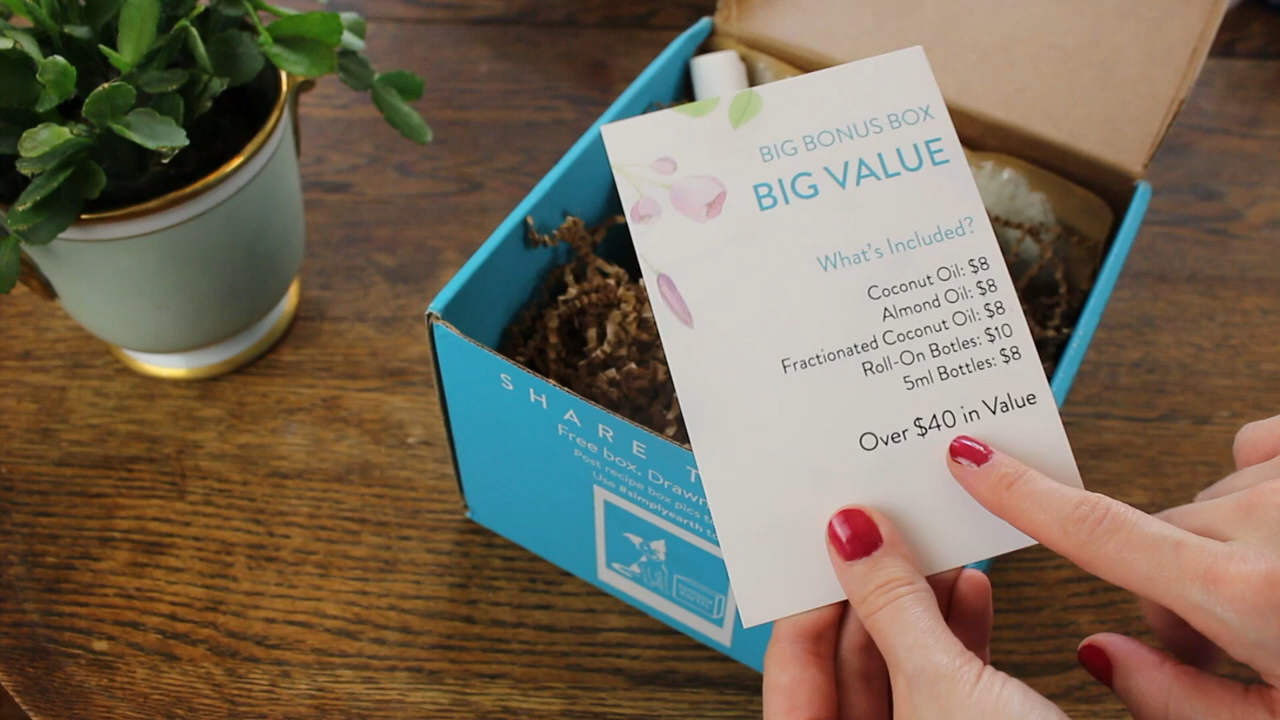 BIG BONUS BOX
BIG VALUE
What's Included?
Coconut Oil: $8
Almond Oil: $8
Fractionated Coconut Oil: $8
Roll-On Botles: $10
5ml Bottles: $8
Over $40 in Value
SHARE
Free box. Drawn
Post recipe box pics
Use #simplyearth